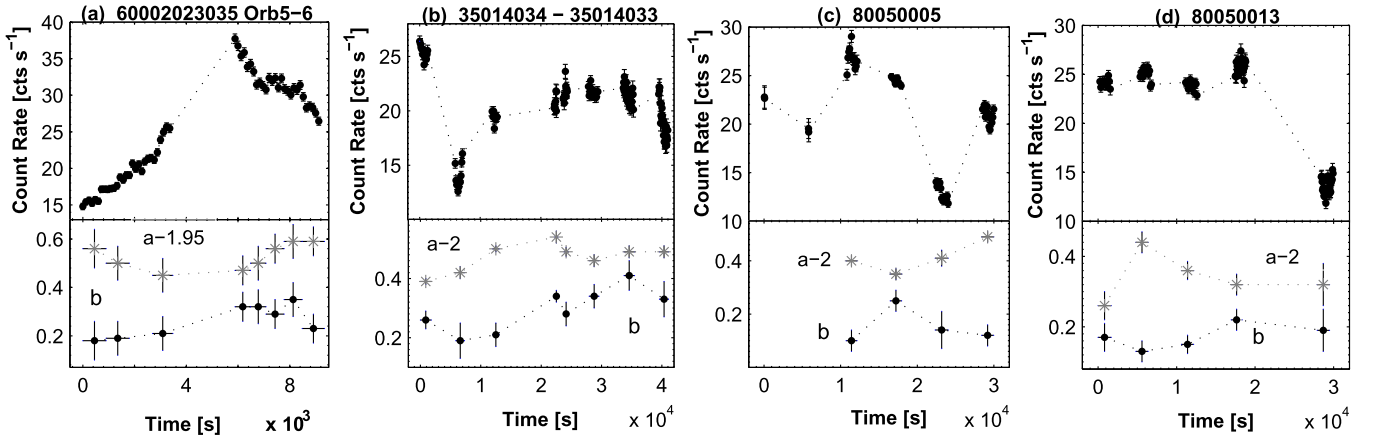 (a) 60002023035 Orb5−6
(b) 35014034 − 35014033
(c) 80050005
(d) 80050013
Count Rate [cts s⁻¹]
40
35
30
25
20
15
0.6
0.4
0.2
a−1.95
b
0 4 8
Time [s] x 10³
Count Rate [cts s⁻¹]
25
20
15
0.4
0.2
a−2
b
0 1 2 3 4
Time [s] x 10⁴
Count Rate [cts s⁻¹]
30
25
20
15
10
0.4
0.2
a−2
b
0 1 2 3
Time [s] x 10⁴
Count Rate [cts s⁻¹]
30
25
20
15
10
0.4
0.2
a−2
b
0 1 2 3
Time [s] x 10⁴